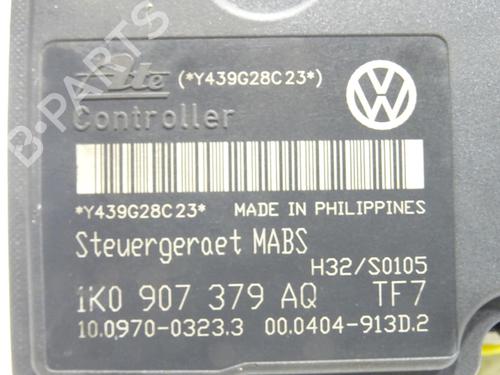 Ate (*Y439G28C23*)
Controller
*Y439G28C23* MADE IN PHILIPPINES
Steuergeraet MABS
H32/S0105
1K0 907 379 AQ TF7
10.0970-0323.3 00.0404-913D.2
B-PARTS